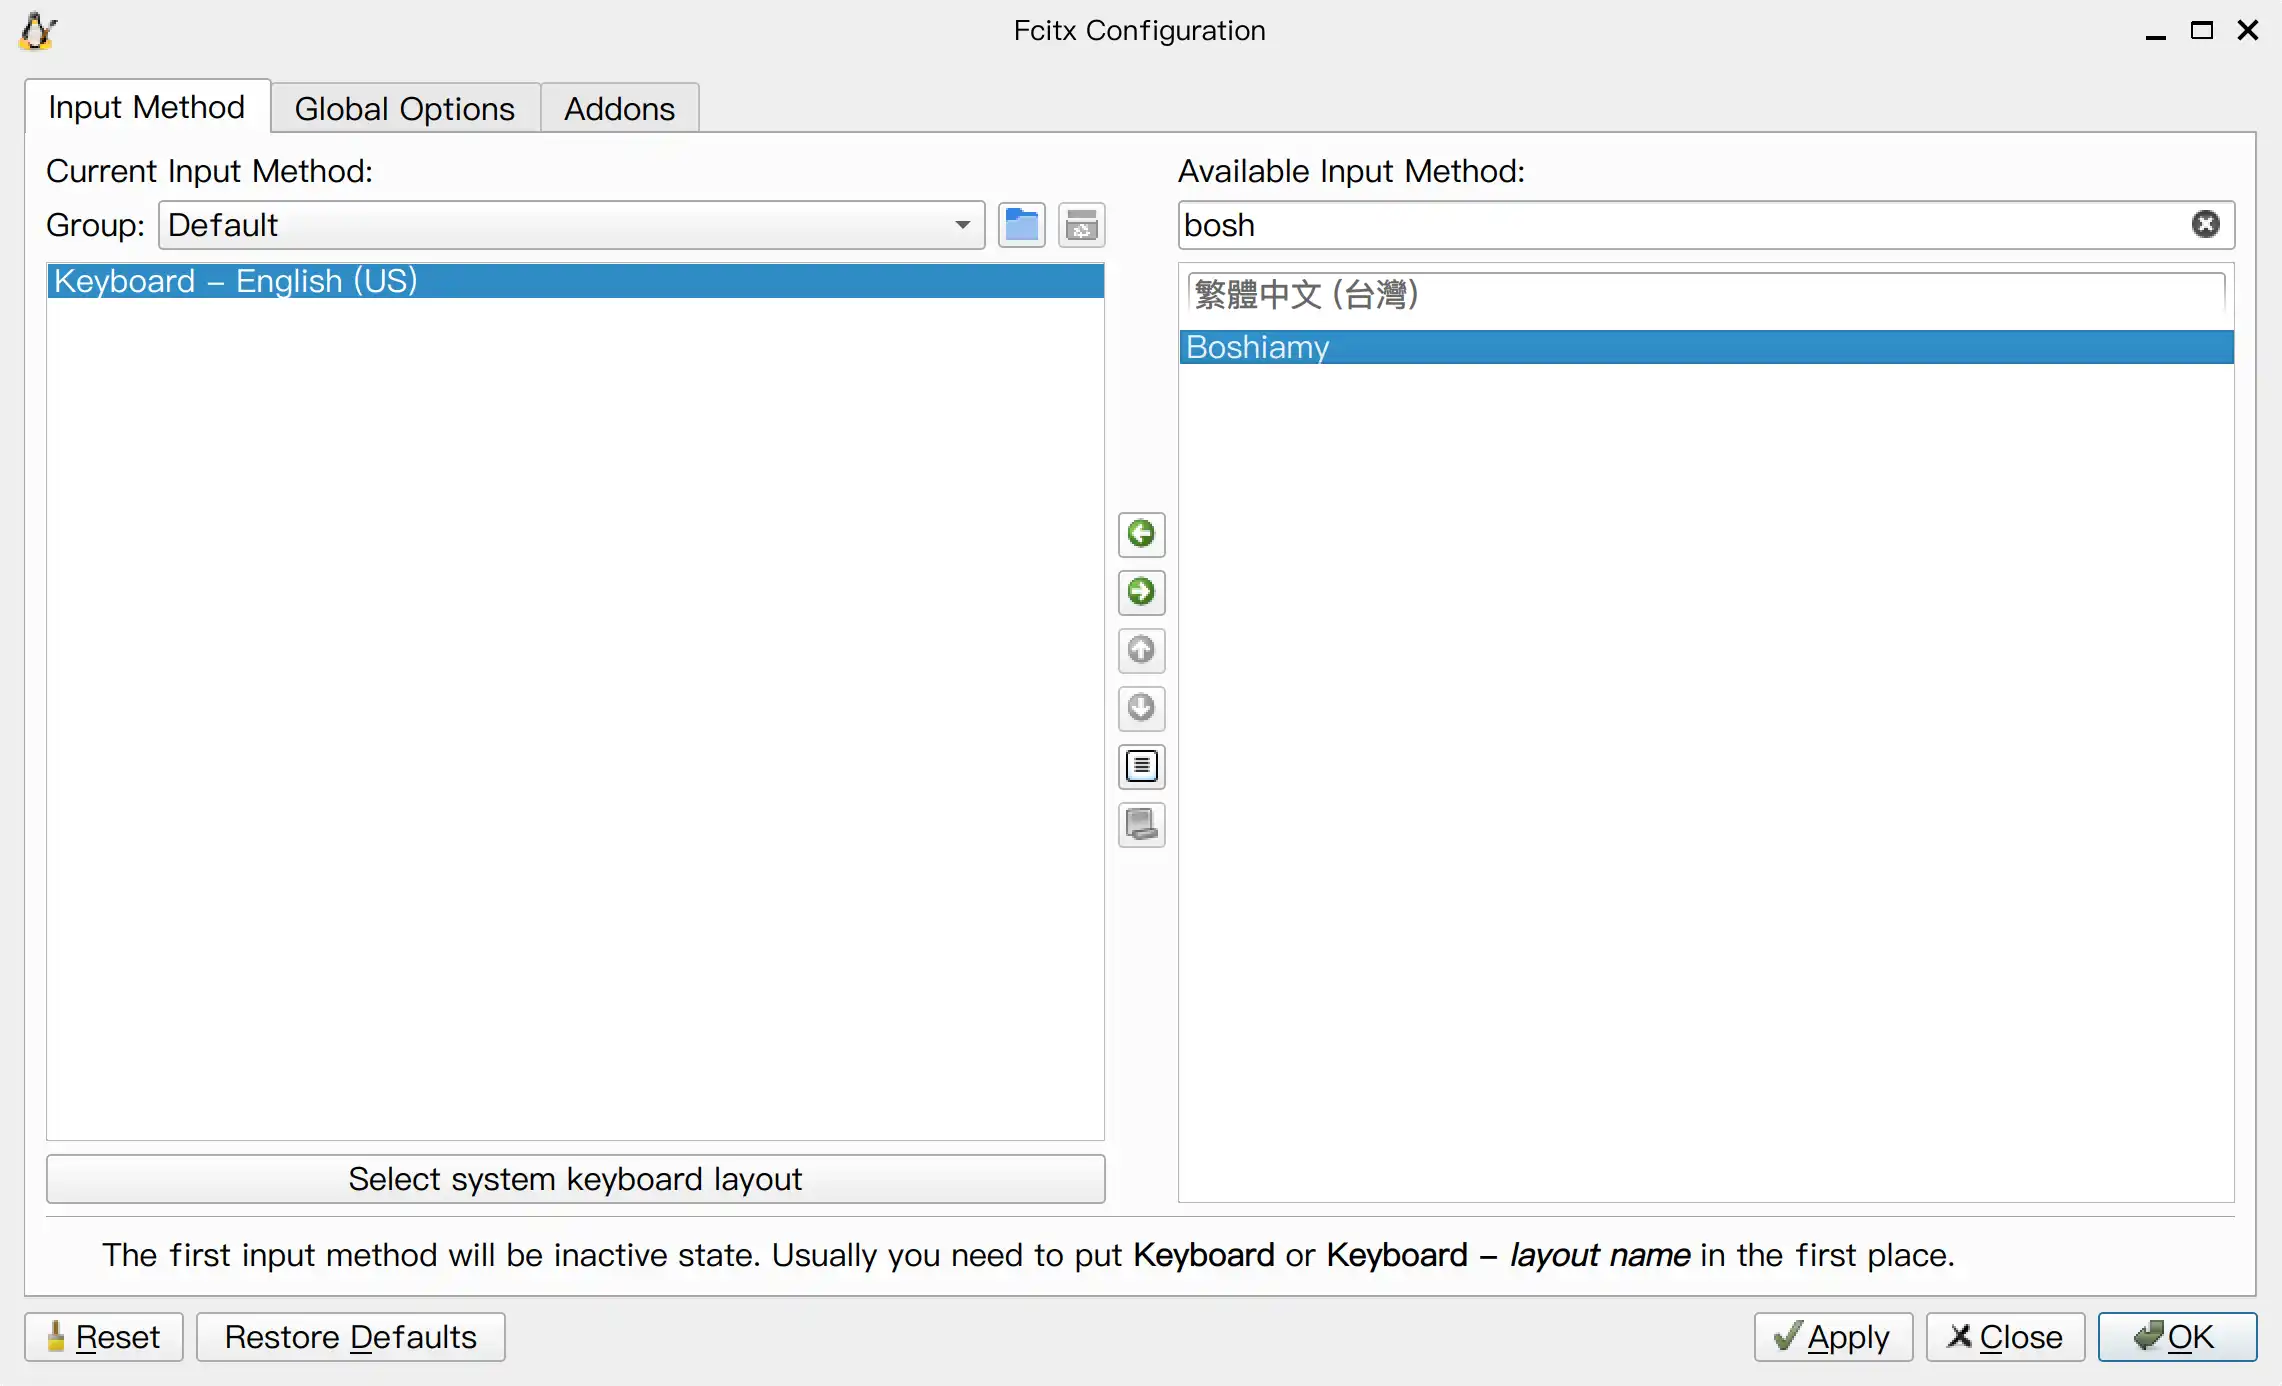 Fcitx Configuration
Input Method
Global Options
Addons
Current Input Method:
Group:
Default
Keyboard – English (US)
Select system keyboard layout
Available Input Method:
bosh
繁體中文 (台灣)
Boshiamy
The first input method will be inactive state. Usually you need to put Keyboard or Keyboard – layout name in the first place.
Reset
Restore Defaults
Apply
Close
OK